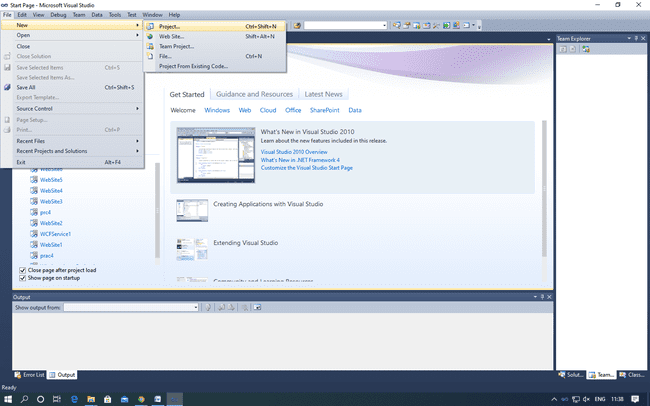 Start Page - Microsoft Visual Studio
File Edit View Debug Team Data Tools Test Window Help
New
Open
Close
Close Solution
Save Selected Items Ctrl+S
Save Selected Items As...
Save All Ctrl+Shift+S
Export Template...
Source Control
Page Setup...
Print... Ctrl+P
Recent Files
Recent Projects and Solutions
Exit Alt+F4
Project... Ctrl+Shift+N
Web Site... Shift+Alt+N
Team Project...
File... Ctrl+N
Project From Existing Code...
Team Explorer
Get Started Guidance and Resources Latest News
Welcome Windows Web Cloud Office SharePoint Data
What's New in Visual Studio 2010
Learn about the new features included in this release.
Visual Studio 2010 Overview
What's New in .NET Framework 4
Customize the Visual Studio Start Page
Creating Applications with Visual Studio
Extending Visual Studio
Community and Learning Resources
WebSite5
WebSite4
WebSite3
prc4
WebSite2
WCFService1
WebSite1
prac4
Close page after project load
Show page on startup
Output
Show output from:
Error List Output
Solut... Team... Class...
Ready
ENG 11:38